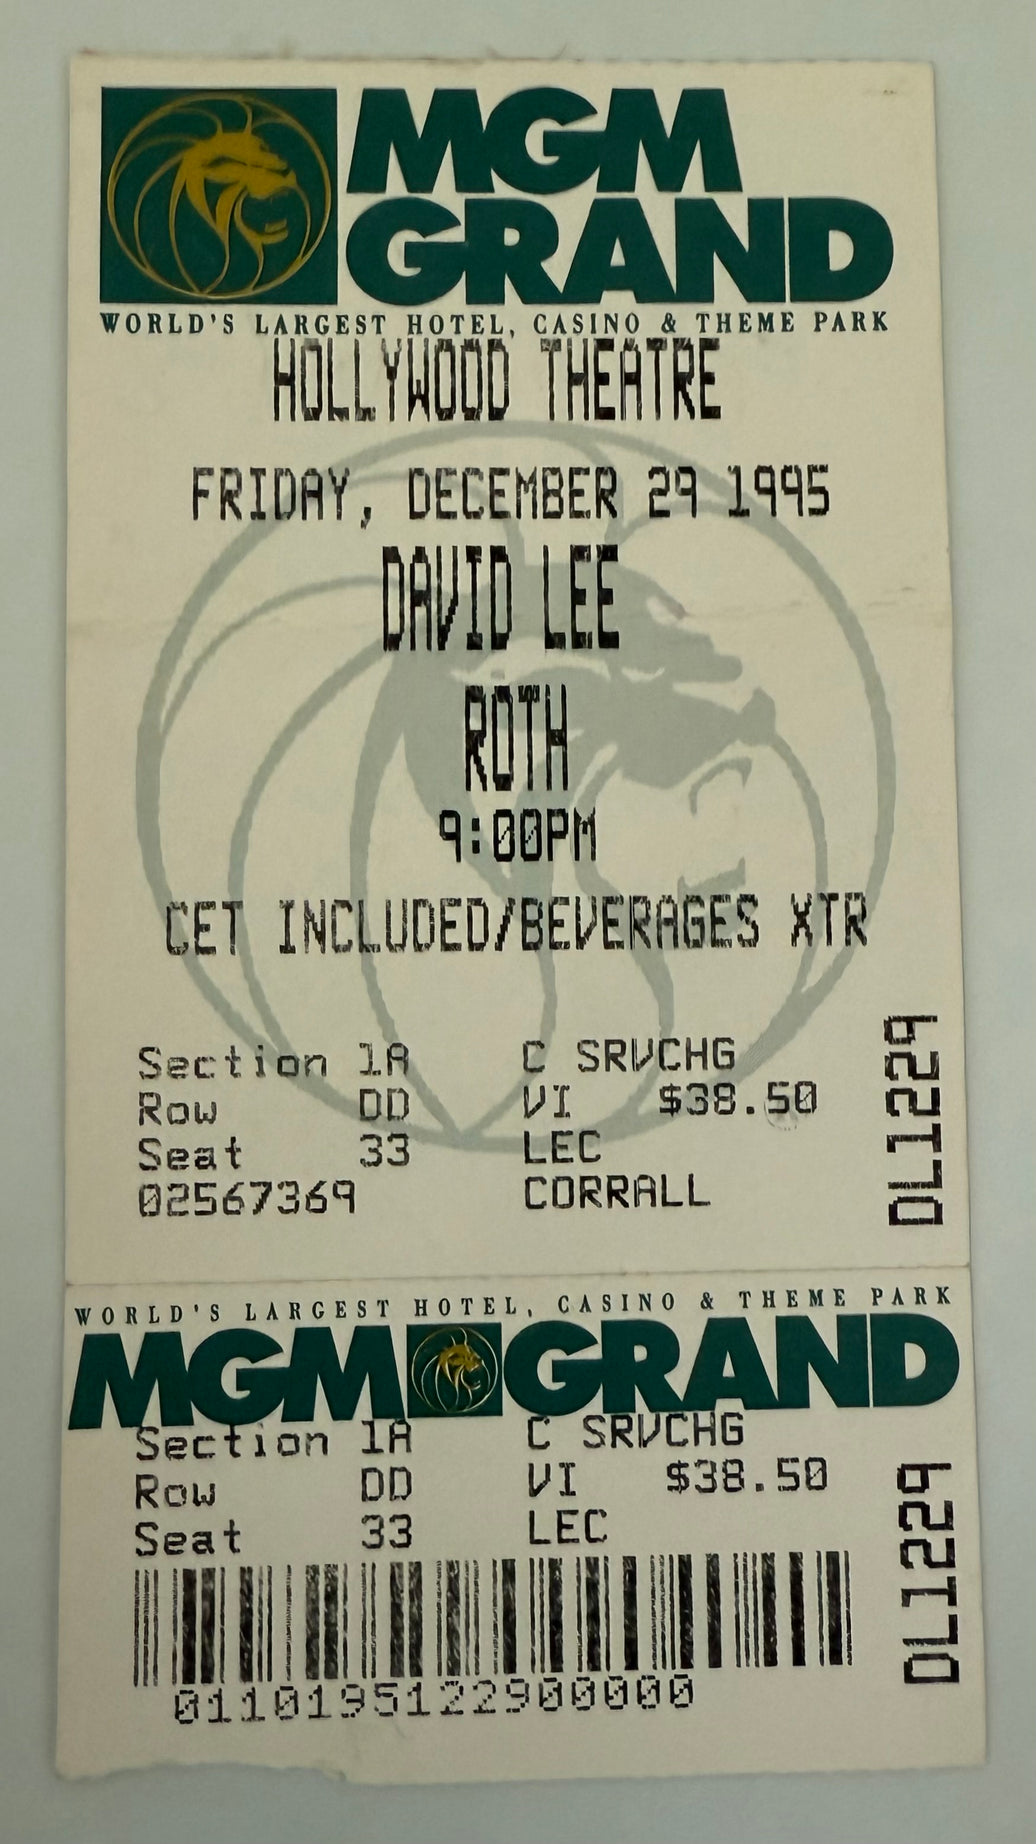 MGM
GRAND
WORLD'S LARGEST HOTEL, CASINO & THEME PARK
HOLLYWOOD THEATRE
FRIDAY, DECEMBER 29 1995
DAVID LEE
ROTH
9:00PM
CET INCLUDED/BEVERAGES XTR
Section 1A C SRVCHG
Row DD VI $38.50
Seat 33 LEC
02567369 CORRALL
DL1229
WORLD'S LARGEST HOTEL, CASINO & THEME PARK
MGM GRAND
Section 1A C SRVCHG
Row DD VI $38.50
Seat 33 LEC
DL1229
0110195122900000